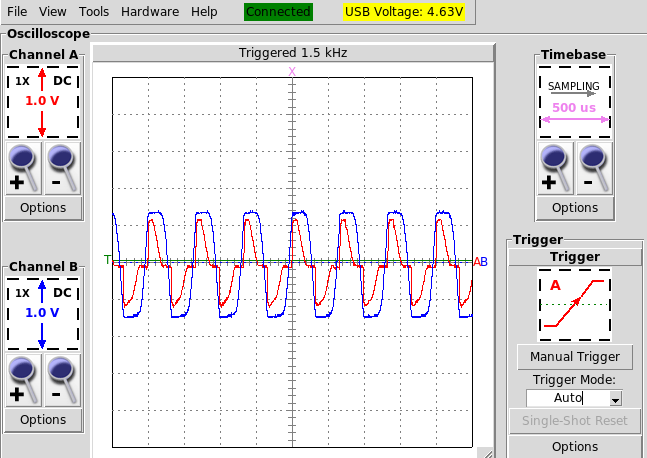 File View Tools Hardware Help Connected USB Voltage: 4.63V
Oscilloscope
Channel A
1X DC
1.0 V
+ -
Options
Channel B
1X DC
1.0 V
+ -
Options
Triggered 1.5 kHz
X
T
AB
Timebase
SAMPLING
500 us
+ -
Options
Trigger
Trigger
A
Manual Trigger
Trigger Mode:
Auto
Single-Shot Reset
Options